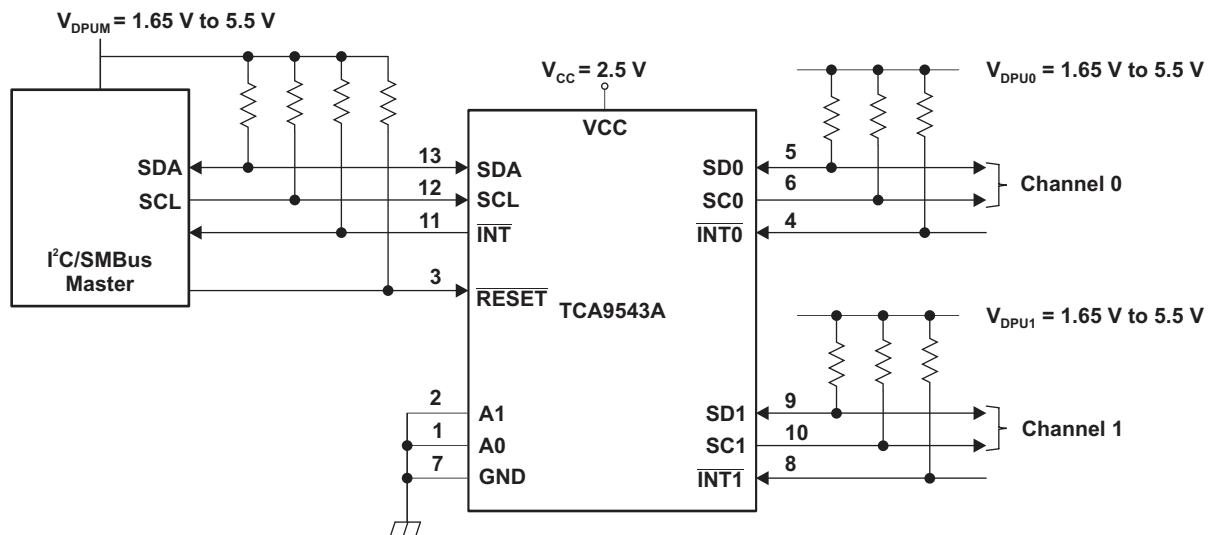 V_DPUM = 1.65 V to 5.5 V
V_CC = 2.5 V
V_DPU0 = 1.65 V to 5.5 V
VCC
SDA
13
SDA
SD0
5
SCL
12
SCL
SC0
6
Channel 0
11
INT
INT0
4
I²C/SMBus
Master
3
RESET
TCA9543A
V_DPU1 = 1.65 V to 5.5 V
2
A1
SD1
9
1
A0
SC1
10
Channel 1
7
GND
INT1
8